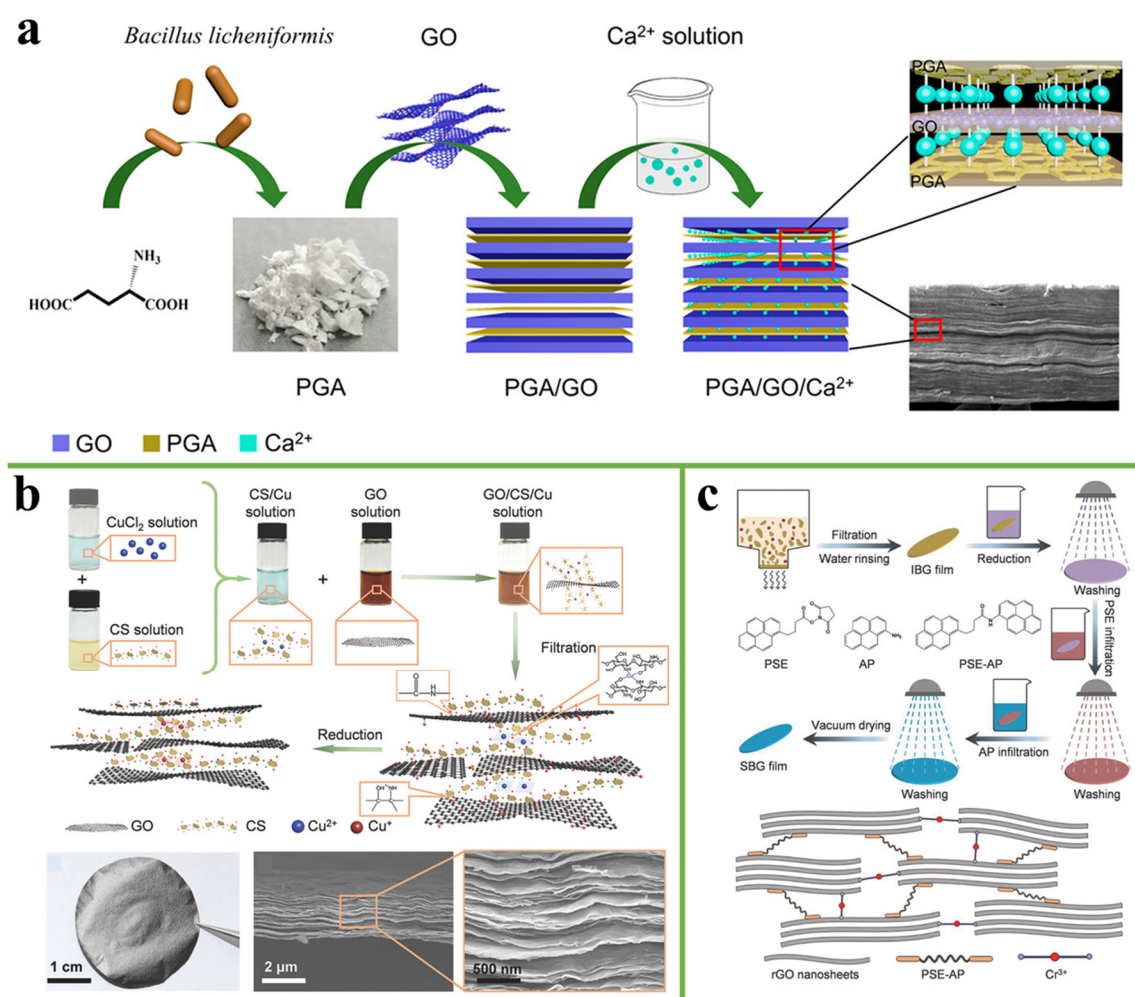 a
Bacillus licheniformis
GO
Ca²⁺ solution
PGA
GO
PGA
NH₃
HOOC
COOH
PGA
PGA/GO
PGA/GO/Ca²⁺
GO
PGA
Ca²⁺
b
CuCl₂ solution
+
CS solution
CS/Cu
solution
+
GO
solution
GO/CS/Cu
solution
Filtration
Reduction
GO
CS
Cu²⁺
Cu⁺
1 cm
2 μm
500 nm
c
Filtration
Water rinsing
IBG film
Reduction
Washing
PSE
AP
PSE-AP
PSE infiltration
SBG film
Vacuum drying
Washing
AP infiltration
Washing
rGO nanosheets
PSE-AP
Cr³⁺